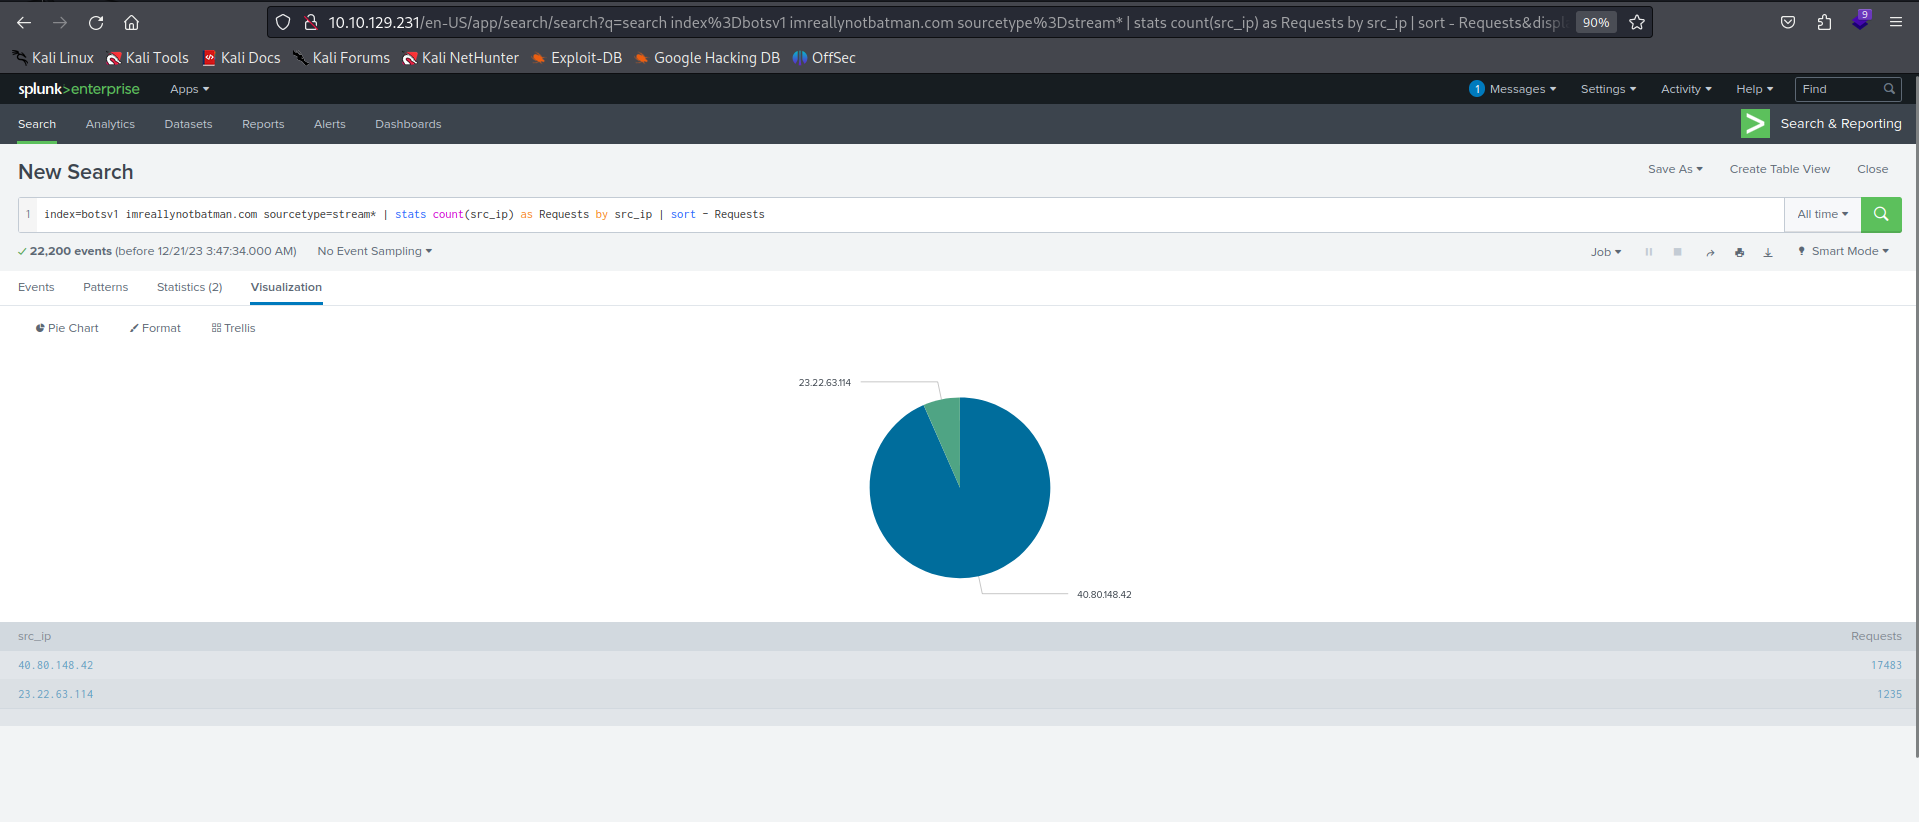 10.10.129.231/en-US/app/search/search?q=search index%3Dbotsv1 imreallynotbatman.com sourcetype%3Dstream* | stats count(src_ip) as Requests by src_ip | sort - Requests&displ
90%
9
Kali Linux Kali Tools Kali Docs Kali Forums Kali NetHunter Exploit-DB Google Hacking DB OffSec
splunk>enterprise Apps 1 Messages Settings Activity Help Find
Search Analytics Datasets Reports Alerts Dashboards Search & Reporting
New Search Save As Create Table View Close
1 index=botsv1 imreallynotbatman.com sourcetype=stream* | stats count(src_ip) as Requests by src_ip | sort - Requests All time
22,200 events (before 12/21/23 3:47:34.000 AM) No Event Sampling Job Smart Mode
Events Patterns Statistics (2) Visualization
Pie Chart Format Trellis
23.22.63.114
40.80.148.42
src_ip Requests
40.80.148.42 17483
23.22.63.114 1235